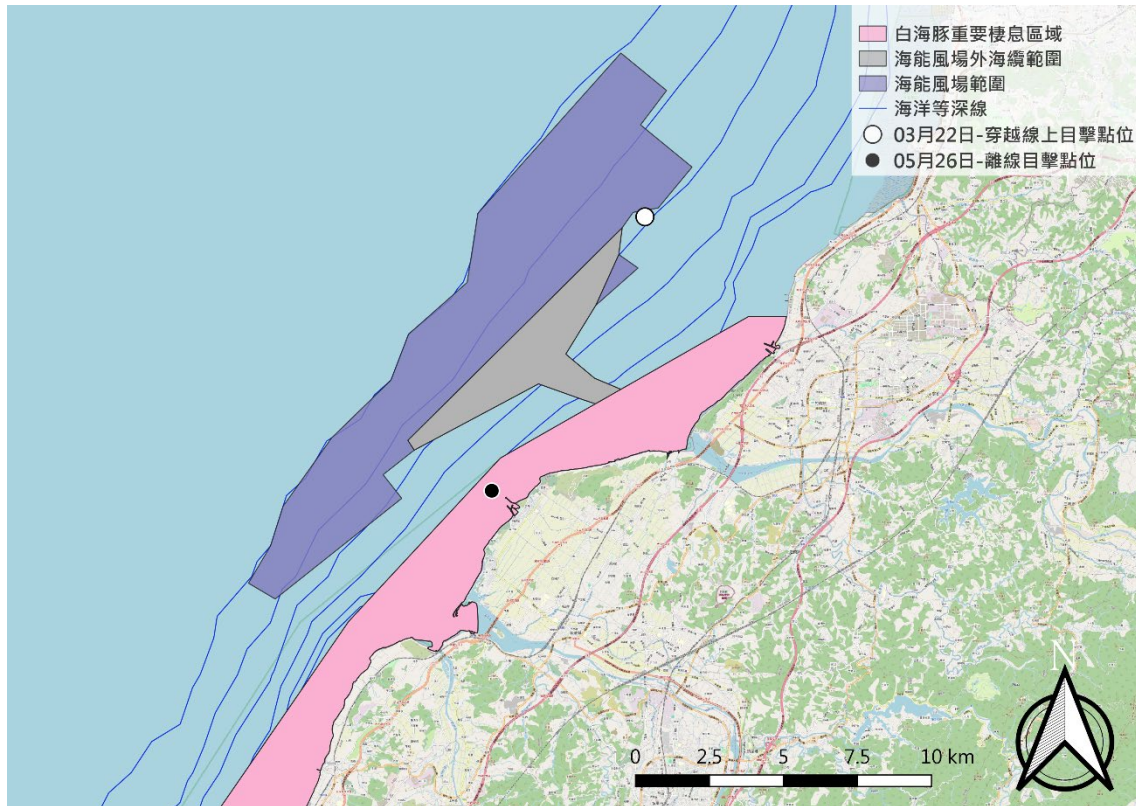 白海豚重要棲息區域
海能風場外海纜範圍
海能風場範圍
海洋等深線
03月22日-穿越線上目擊點位
05月26日-離線目擊點位
N
0 2.5 5 7.5 10 km